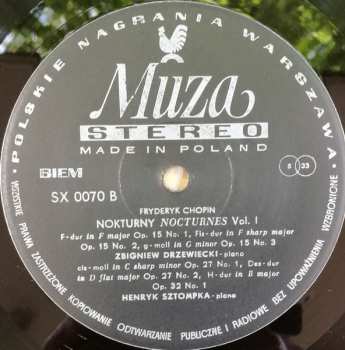 POLSKIE NAGRANIA WARSZAWA
Muza
STEREO
MADE IN POLAND
BIEM
S 33
SX 0070 B
FRYDERYK CHOPIN
NOKTURNY NOCTURNES Vol. I
F-dur in F major Op. 15 No. 1, Fis-dur in F sharp major
Op. 15 No. 2, g-moll in G minor Op. 15 No. 3
ZBIGNIEW DRZEWIECKI-piano
cis-moll in C sharp minor Op. 27 No. 1, Des-dur
in D flat major Op. 27 No. 2, H-dur in B major
Op. 32 No. 1
HENRYK SZTOMPKA-piano
WSZYSTKIE PRAWA ZASTRZEŻONE KOPIOWANIE ODTWARZANIE PUBLICZNE I RADIOWE BEZ UPOWAŻNIENIA WZBRONIONE